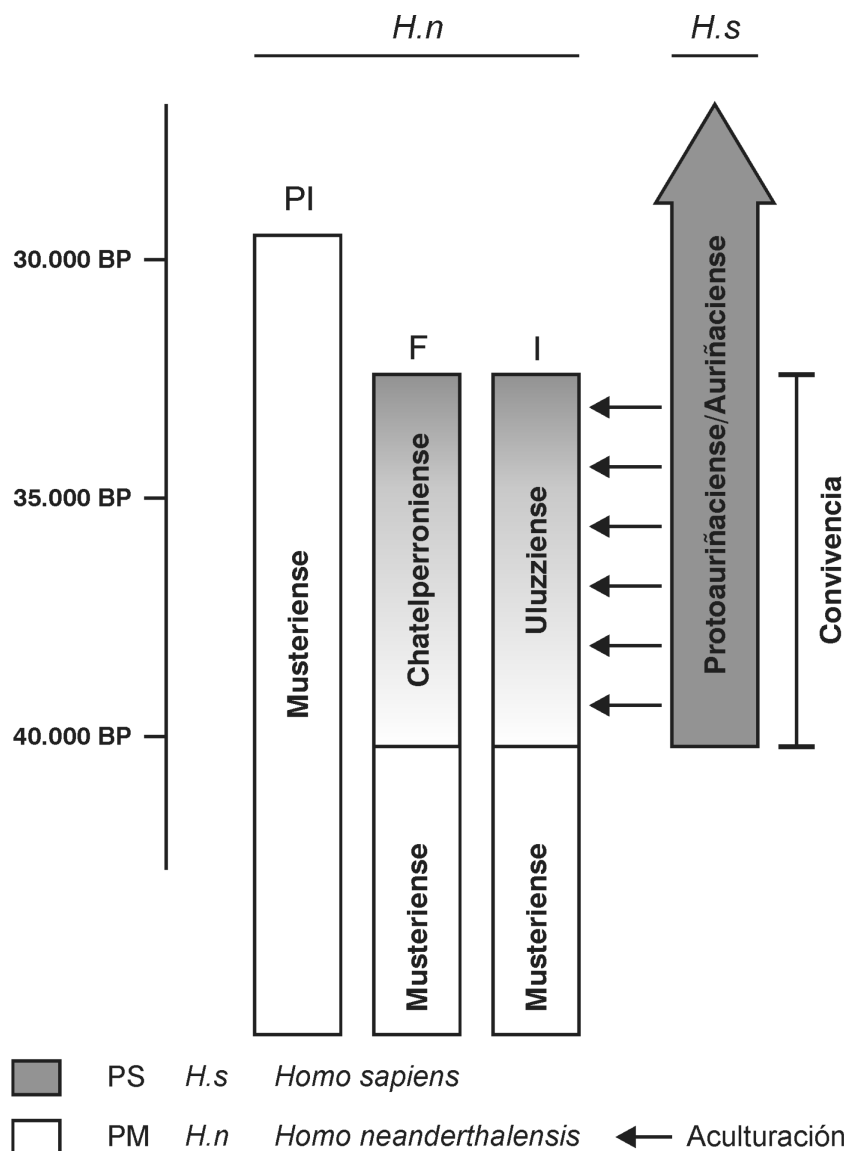 H.n H.s
PI
30.000 BP
F I
35.000 BP
40.000 BP
Musteriense
Chatelperroniense
Musteriense
Uluzziense
Musteriense
Protoauriñaciense/Auriñaciense
Convivencia
PS H.s Homo sapiens
PM H.n Homo neanderthalensis Aculturación